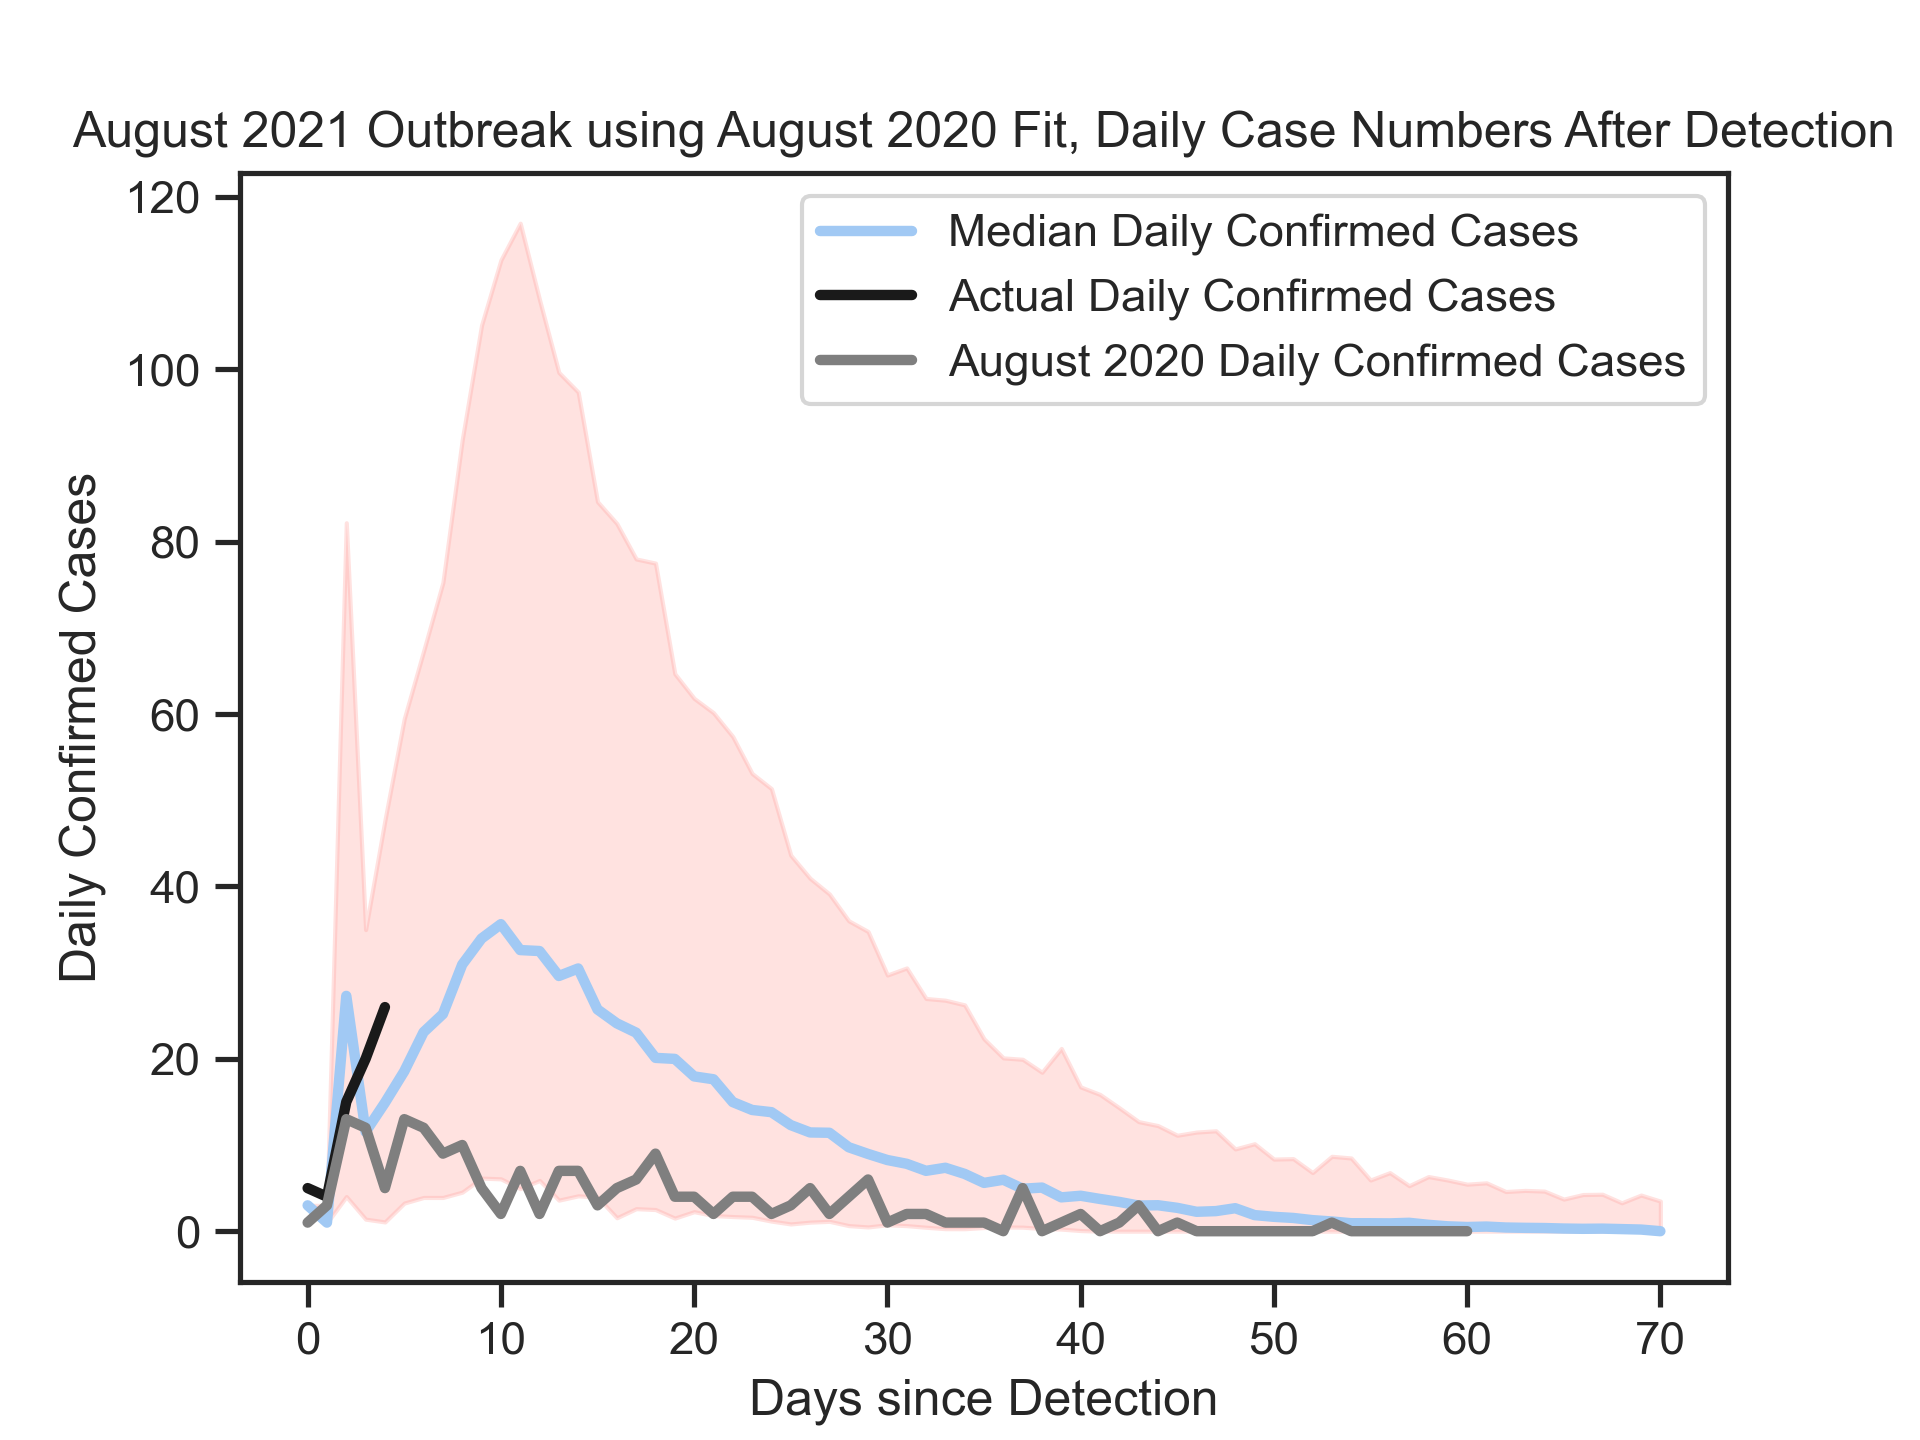 August 2021 Outbreak using August 2020 Fit, Daily Case Numbers After Detection
Median Daily Confirmed Cases
Actual Daily Confirmed Cases
August 2020 Daily Confirmed Cases
Daily Confirmed Cases
120
100
80
60
40
20
0
0 10 20 30 40 50 60 70
Days since Detection